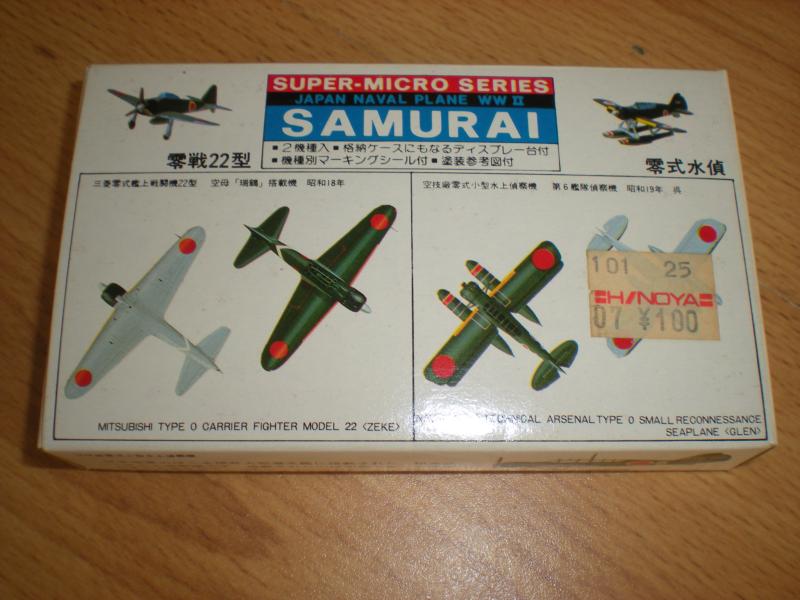 SUPER-MICRO SERIES
JAPAN NAVAL PLANE WW II
SAMURAI
■2機種入■格納ケースにもなるディスプレー台付
■機種別マーキングシール付■塗装参考図付
零戦22型
零式水偵
三菱零式艦上戦闘機22型 空母「瑞鶴」搭載機 昭和18年
空技廠零式小型水上偵察機 第6艦隊偵察機 昭和19年 呉
101 25
SHINOYA
07 ¥100
MITSUBISHI TYPE 0 CARRIER FIGHTER MODEL 22 <ZEKE>
TECHNICAL ARSENAL TYPE 0 SMALL RECONNESSANCE
SEAPLANE <GLEN>